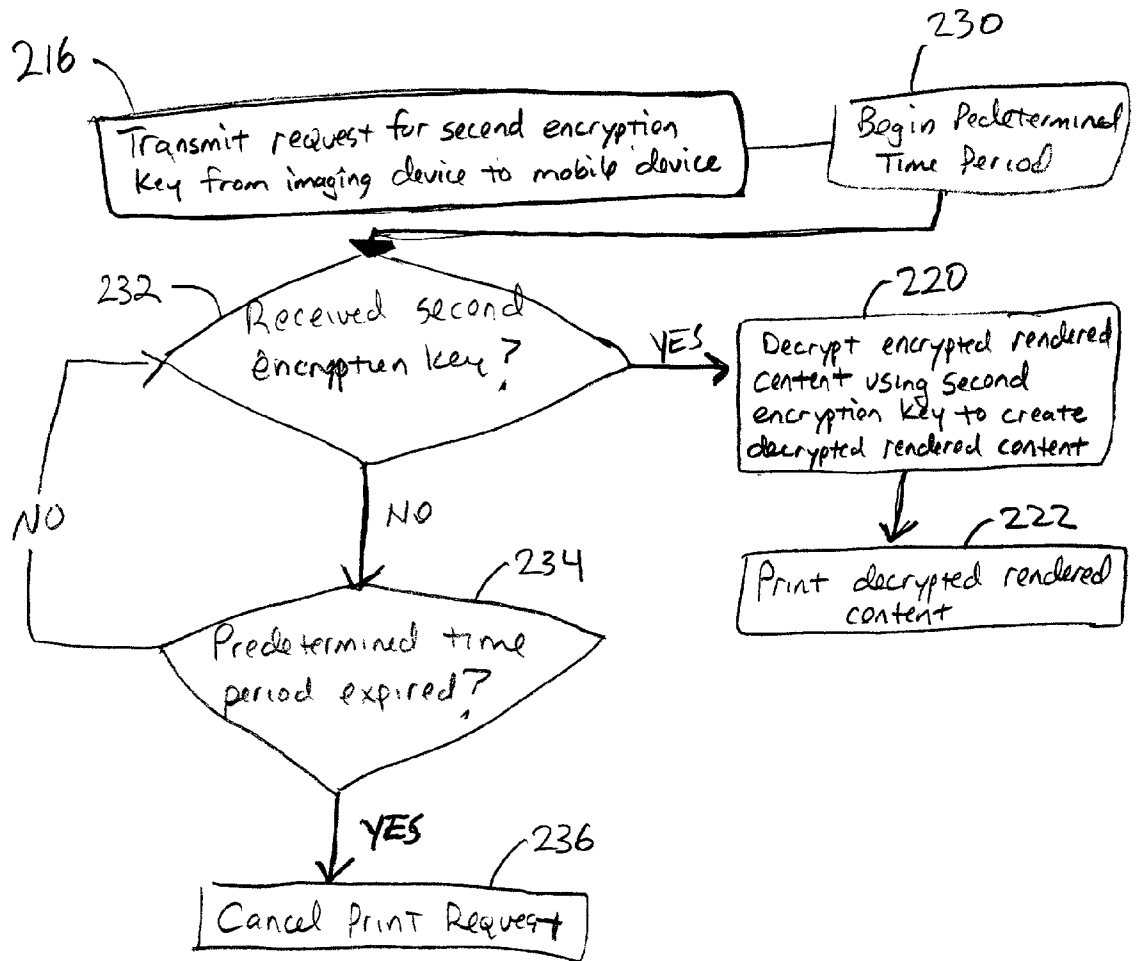 216
Transmit request for second encryption
Key from imaging device to mobile device
230
Begin Pedetermined
Time Period
232
Received second
encryption key?
YES
220
Decrypt encrypted rendered
content using second
encryption key to create
decrypted rendered content
222
Print decrypted rendered
content
NO
NO
234
Predetermined time
period expired?
YES
236
Cancel Print Request